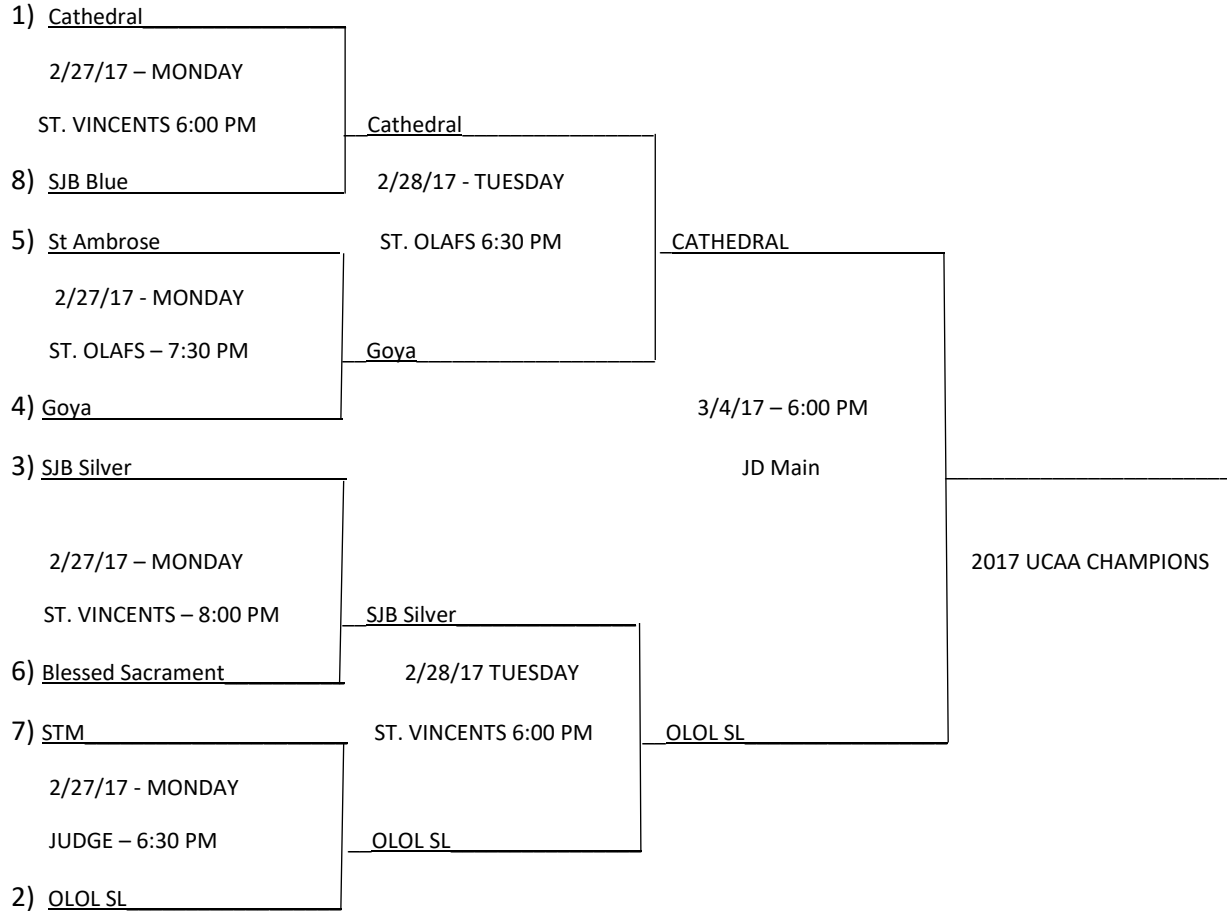 1) Cathedral
2/27/17 – MONDAY
ST. VINCENTS 6:00 PM
Cathedral
8) SJB Blue
2/28/17 - TUESDAY
5) St Ambrose
ST. OLAFS 6:30 PM
CATHEDRAL
2/27/17 - MONDAY
ST. OLAFS – 7:30 PM
Goya
4) Goya
3/4/17 – 6:00 PM
3) SJB Silver
JD Main
2/27/17 – MONDAY
2017 UCAA CHAMPIONS
ST. VINCENTS – 8:00 PM
SJB Silver
6) Blessed Sacrament
2/28/17 TUESDAY
7) STM
ST. VINCENTS 6:00 PM
OLOL SL
2/27/17 - MONDAY
JUDGE – 6:30 PM
OLOL SL
2) OLOL SL